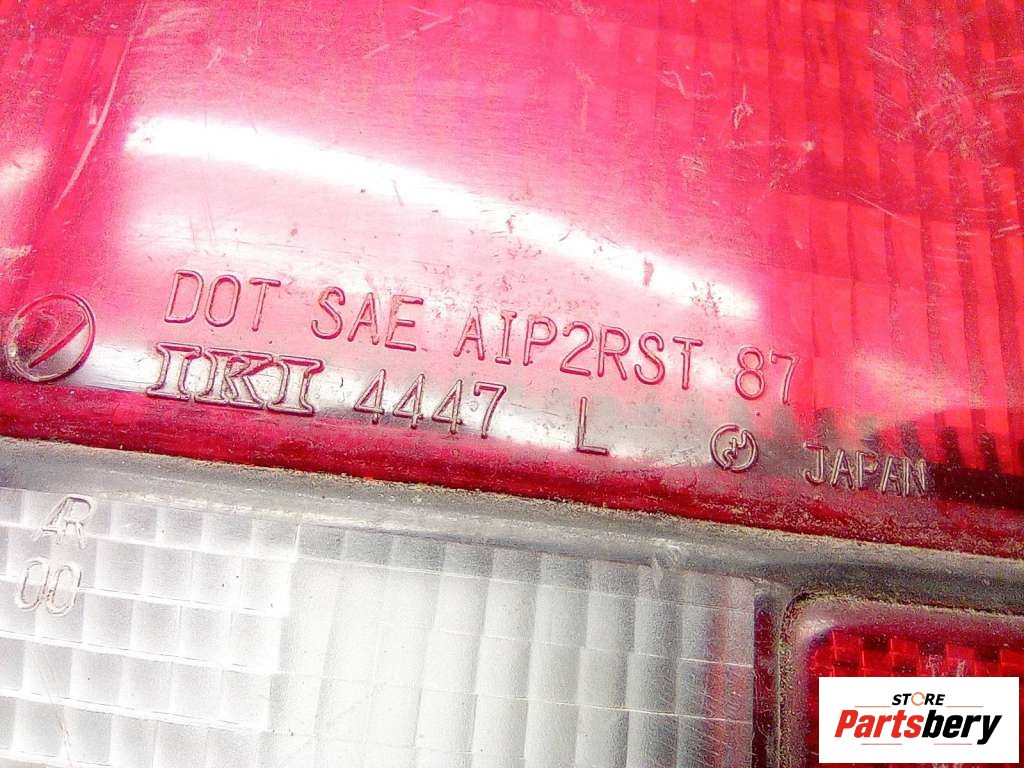 DOT SAE AIP2RST 87
IKI 4447 L JAPAN
AR
00
STORE
Partsbery